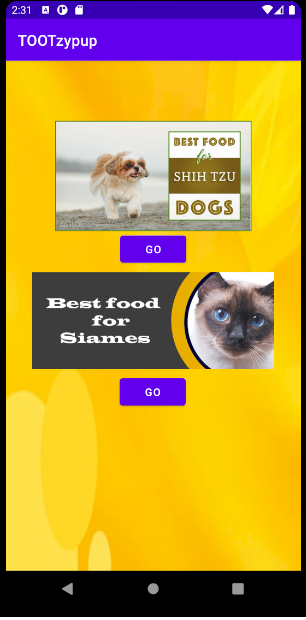 2:31
TOOTzypup
BEST FOOD
for
SHIH TZU
DOGS
GO
Best food
for
Siames
GO